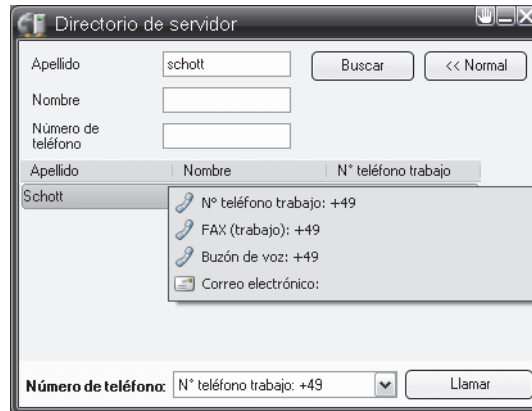 Directorio de servidor
Apellido schott Buscar << Normal
Nombre
Número de
teléfono
Apellido Nombre N° teléfono trabajo
Schott
Nº teléfono trabajo: +49
FAX (trabajo): +49
Buzón de voz: +49
Correo electrónico:
Número de teléfono: N° teléfono trabajo: +49 Llamar